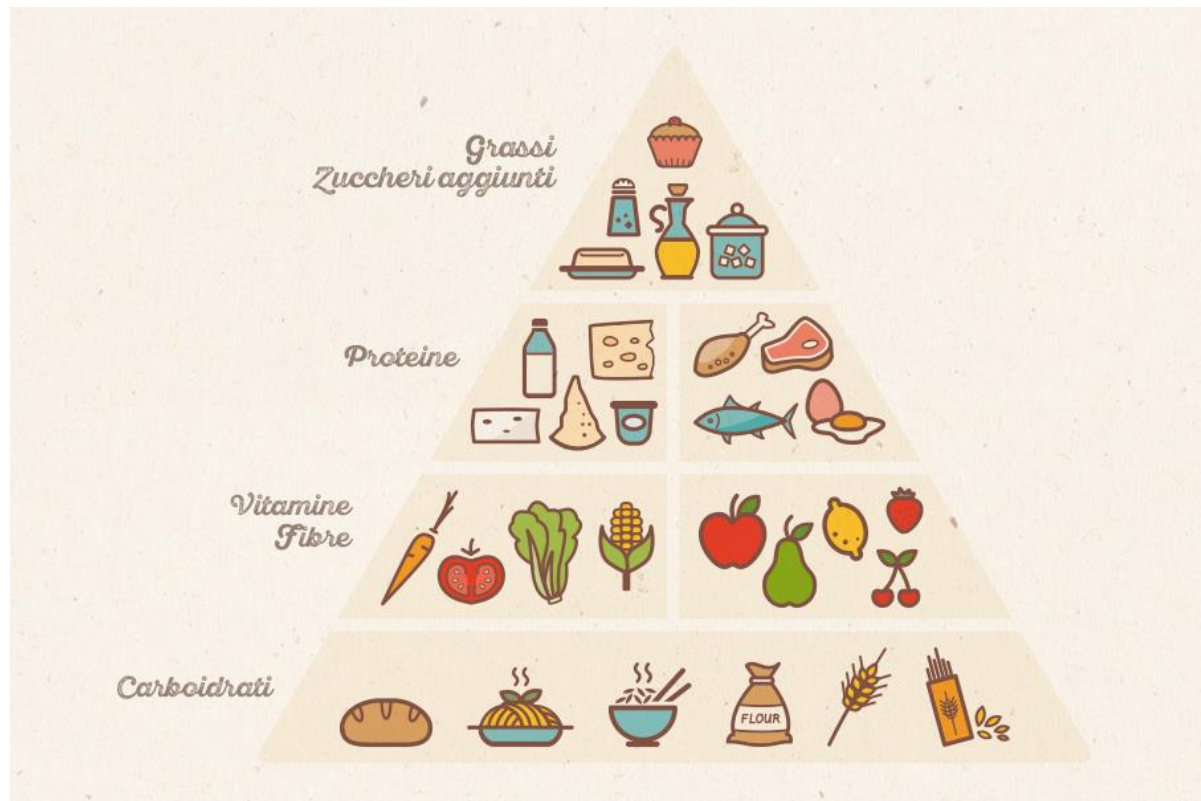 Grassi
Zuccheri aggiunti
Proteine
Vitamine
Fibre
Carboidrati
FLOUR